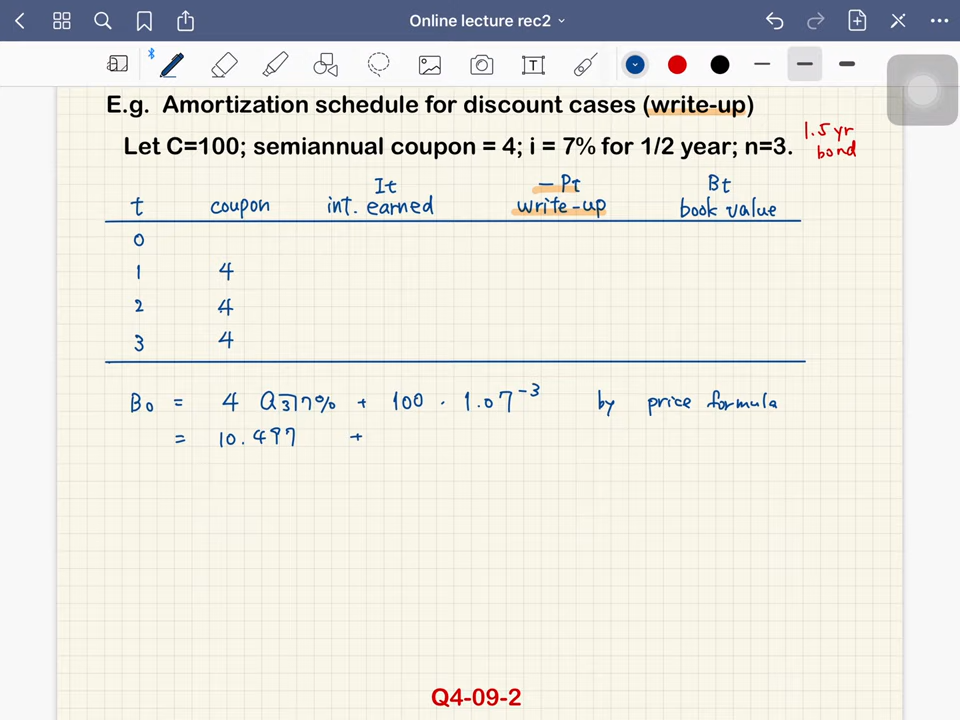 Online lecture rec2
E.g. Amortization schedule for discount cases (write-up)
Let C=100; semiannual coupon = 4; i = 7% for 1/2 year; n=3.
1.5 yr
bond
It
-Pt
Bt
t coupon int. earned write-up book value
0
1 4
2 4
3 4
B0 = 4 a3|7% + 100 · 1.07^-3 by price formula
= 10.497 +
Q4-09-2